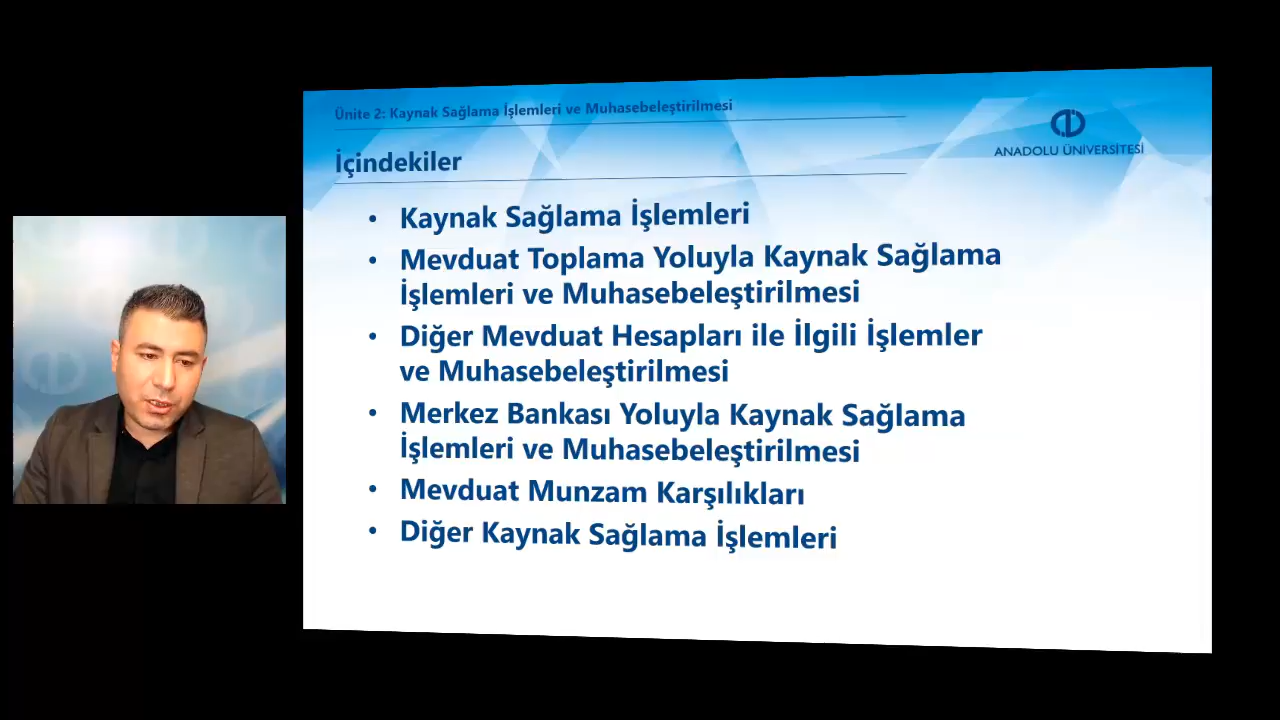 Ünite 2: Kaynak Sağlama İşlemleri ve Muhasebeleştirilmesi
ANADOLU ÜNİVERSİTESİ
İçindekiler
• Kaynak Sağlama İşlemleri
• Mevduat Toplama Yoluyla Kaynak Sağlama
İşlemleri ve Muhasebeleştirilmesi
• Diğer Mevduat Hesapları ile İlgili İşlemler
ve Muhasebeleştirilmesi
• Merkez Bankası Yoluyla Kaynak Sağlama
İşlemleri ve Muhasebeleştirilmesi
• Mevduat Munzam Karşılıkları
• Diğer Kaynak Sağlama İşlemleri